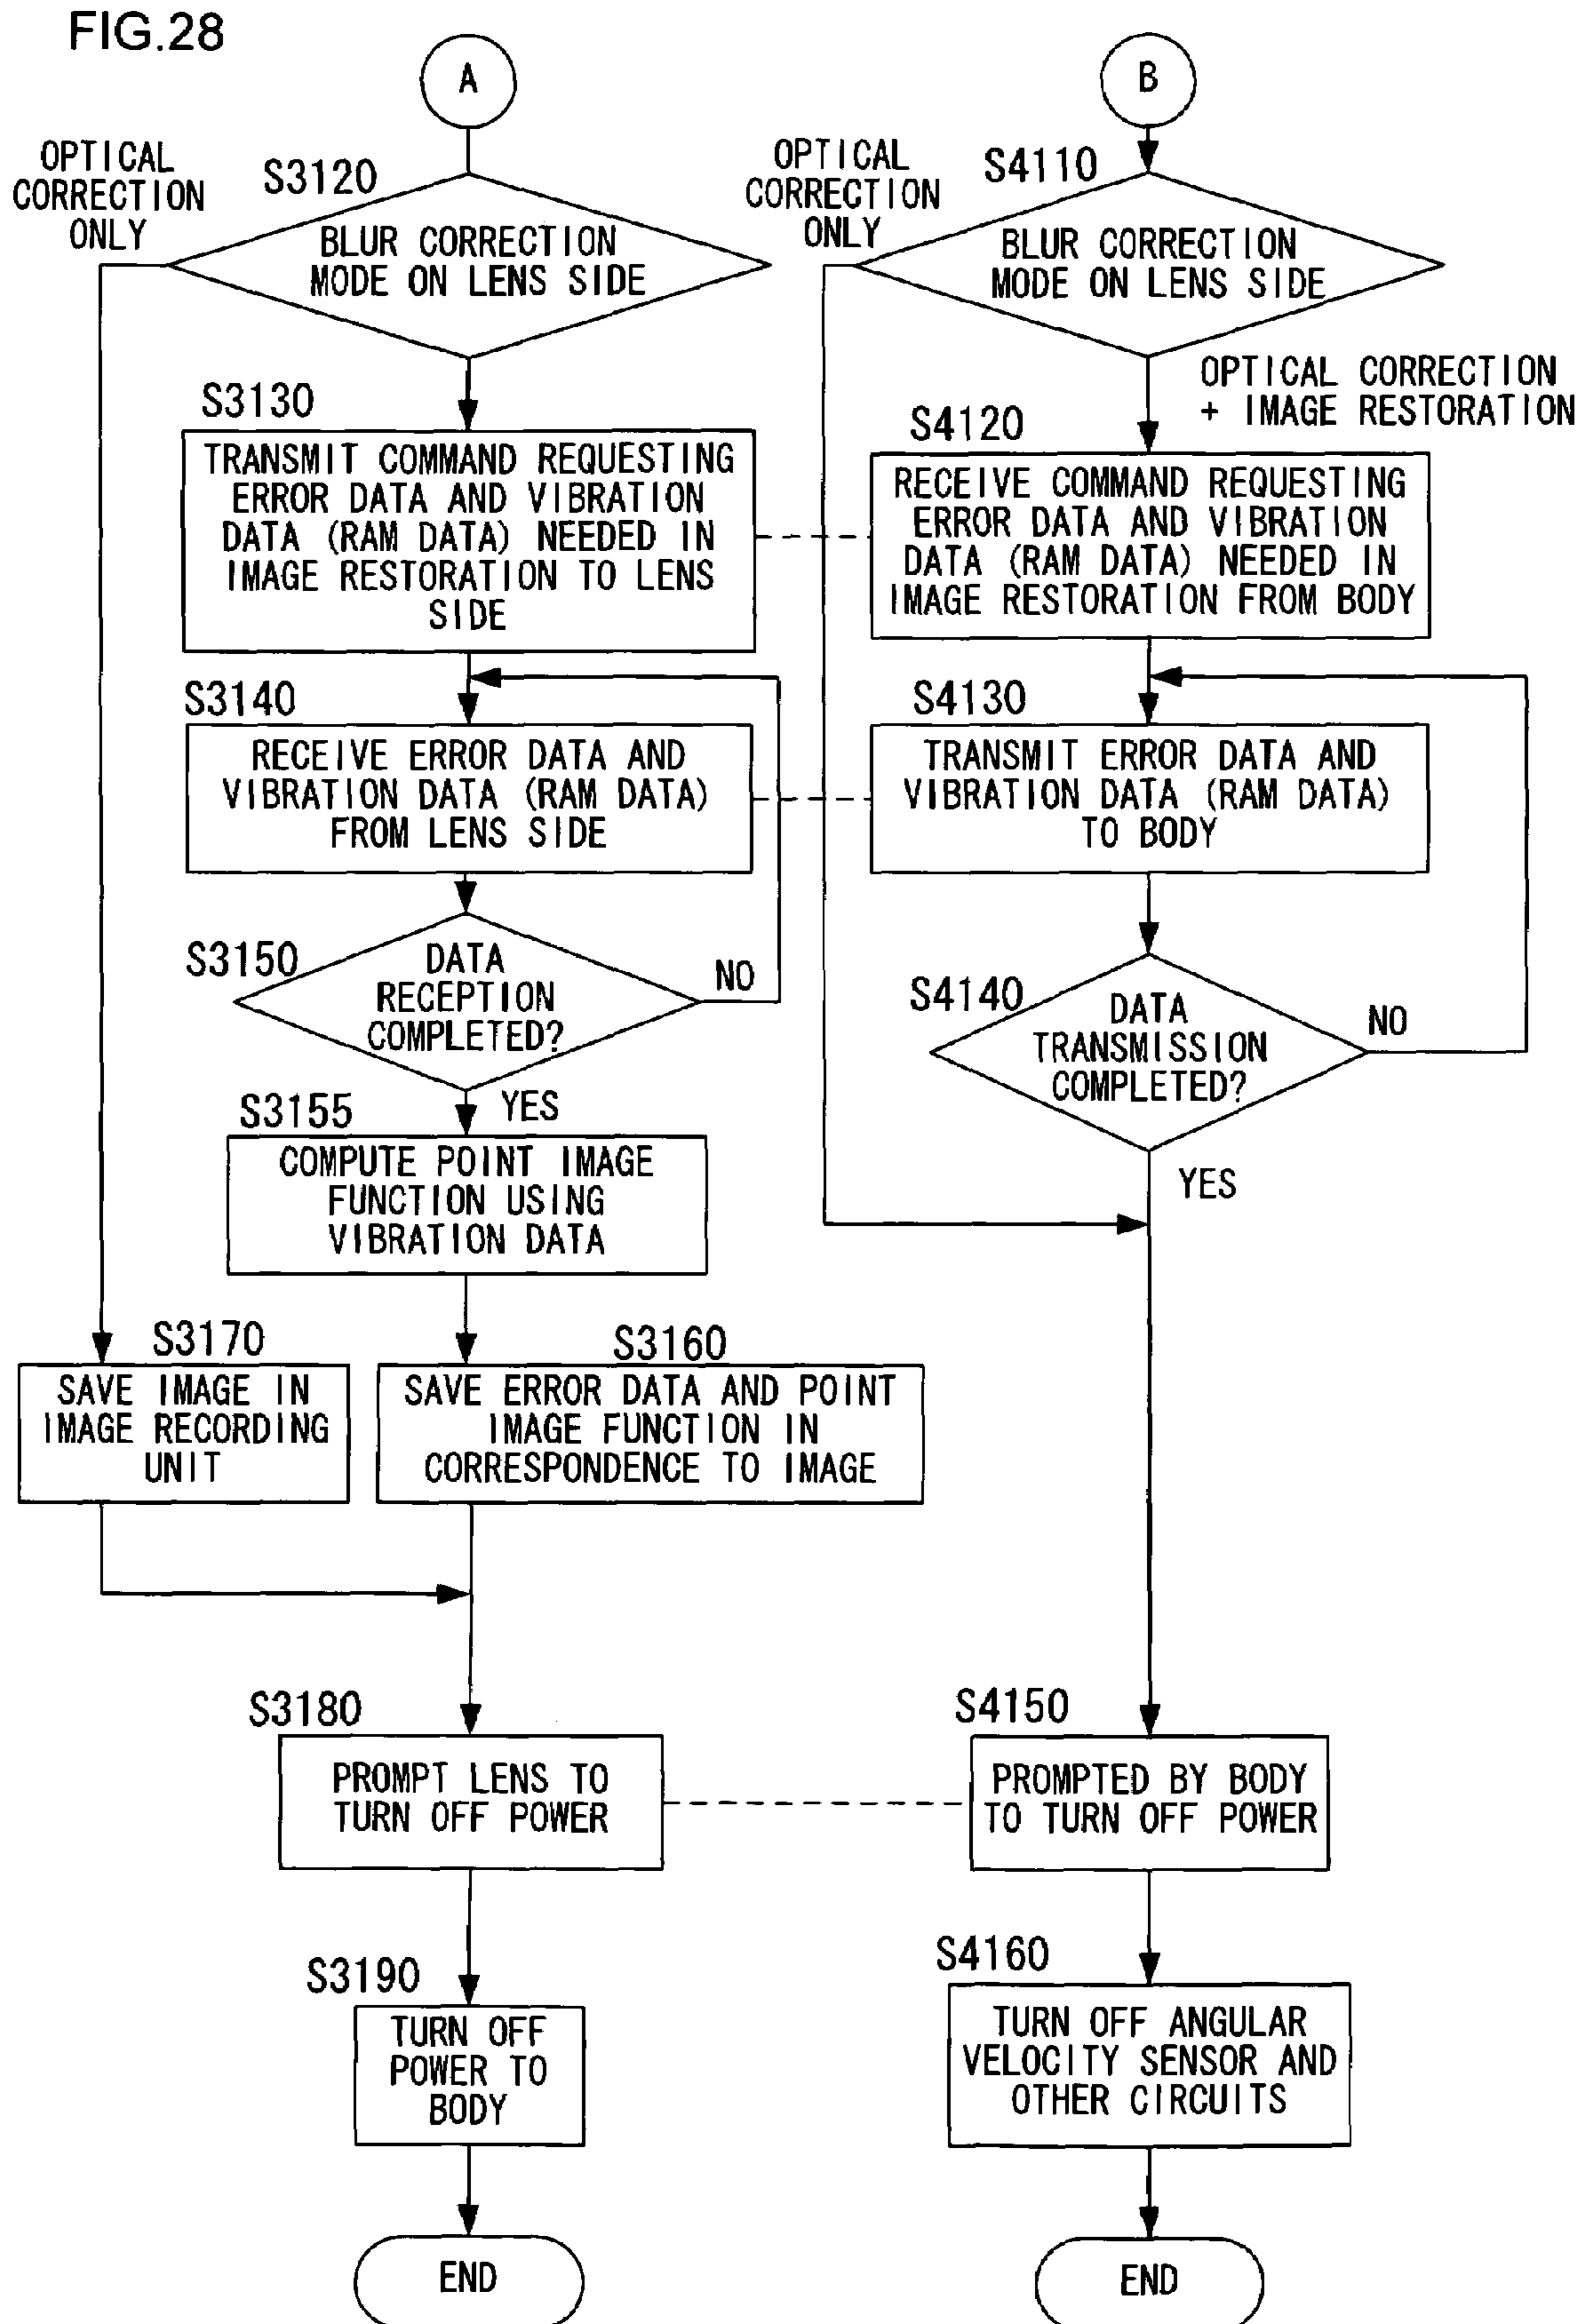 FIG.28
A
OPTICAL
CORRECTION
ONLY
S3120
BLUR CORRECTION
MODE ON LENS SIDE
S3130
TRANSMIT COMMAND REQUESTING
ERROR DATA AND VIBRATION
DATA (RAM DATA) NEEDED IN
IMAGE RESTORATION TO LENS
SIDE
S3140
RECEIVE ERROR DATA AND
VIBRATION DATA (RAM DATA)
FROM LENS SIDE
S3150
DATA
RECEPTION
COMPLETED?
NO
YES
S3155
COMPUTE POINT IMAGE
FUNCTION USING
VIBRATION DATA
S3170
SAVE IMAGE IN
IMAGE RECORDING
UNIT
S3160
SAVE ERROR DATA AND POINT
IMAGE FUNCTION IN
CORRESPONDENCE TO IMAGE
S3180
PROMPT LENS TO
TURN OFF POWER
S3190
TURN OFF
POWER TO
BODY
END
B
OPTICAL
CORRECTION
ONLY
S4110
BLUR CORRECTION
MODE ON LENS SIDE
OPTICAL CORRECTION
+ IMAGE RESTORATION
S4120
RECEIVE COMMAND REQUESTING
ERROR DATA AND VIBRATION
DATA (RAM DATA) NEEDED IN
IMAGE RESTORATION FROM BODY
S4130
TRANSMIT ERROR DATA AND
VIBRATION DATA (RAM DATA)
TO BODY
S4140
DATA
TRANSMISSION
COMPLETED?
NO
YES
S4150
PROMPTED BY BODY
TO TURN OFF POWER
S4160
TURN OFF ANGULAR
VELOCITY SENSOR AND
OTHER CIRCUITS
END